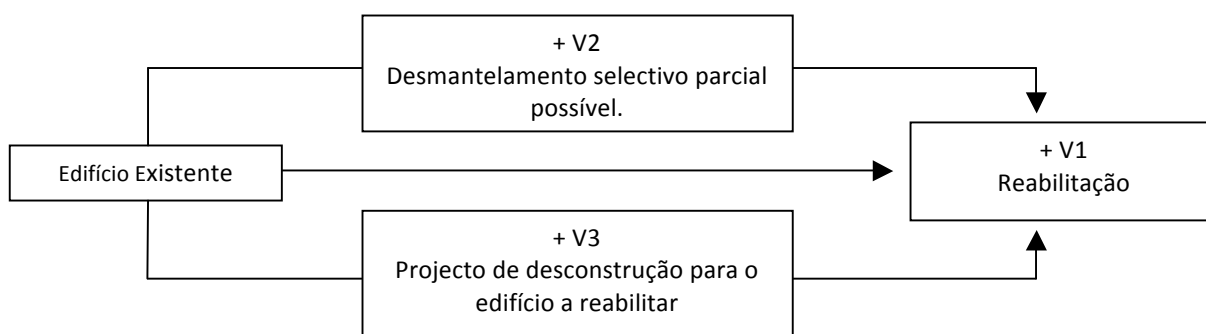 + V2
Desmantelamento selectivo parcial
possível.
Edifício Existente
+ V1
Reabilitação
+ V3
Projecto de desconstrução para o
edifício a reabilitar